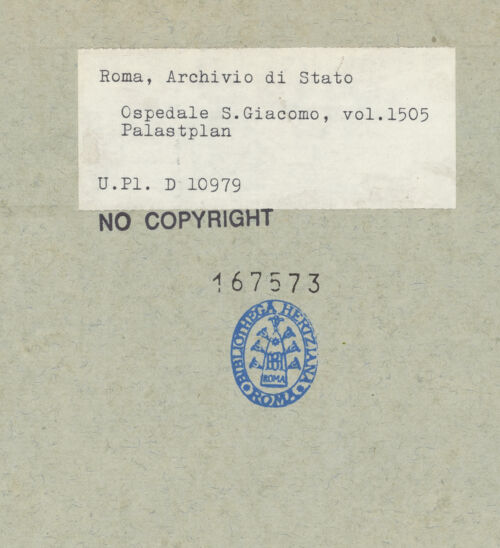 Roma, Archivio di Stato
Ospedale S.Giacomo, vol.1505
Palastplan
U.Pl. D 10979
NO COPYRIGHT
167573
BIBLIOTHECA HERTZIANA
ROMA
ROMA